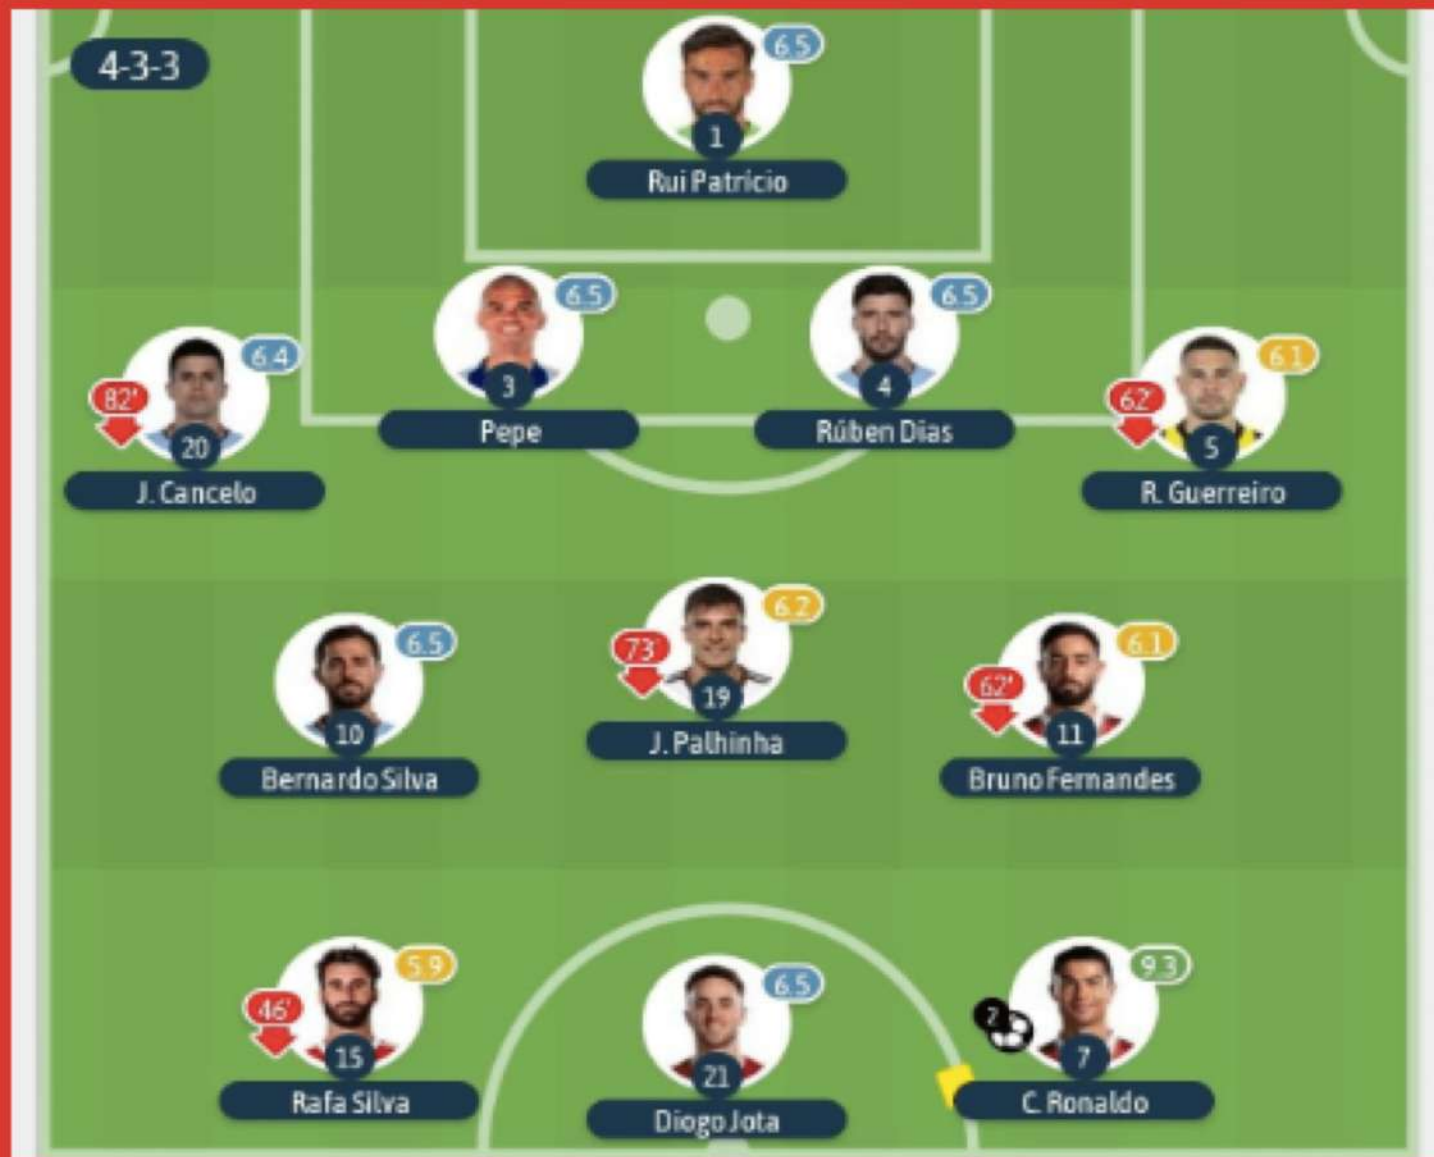 4-3-3
6.5
1
Rui Patrício
6.5
3
Pepe
6.5
4
Rúben Dias
82'
6.4
20
J. Cancelo
62'
6.1
5
R. Guerreiro
6.5
10
Bernardo Silva
73'
6.2
19
J. Palhinha
62'
6.1
11
Bruno Fernandes
46'
5.9
15
Rafa Silva
6.5
21
Diogo Jota
9.3
2
7
C. Ronaldo